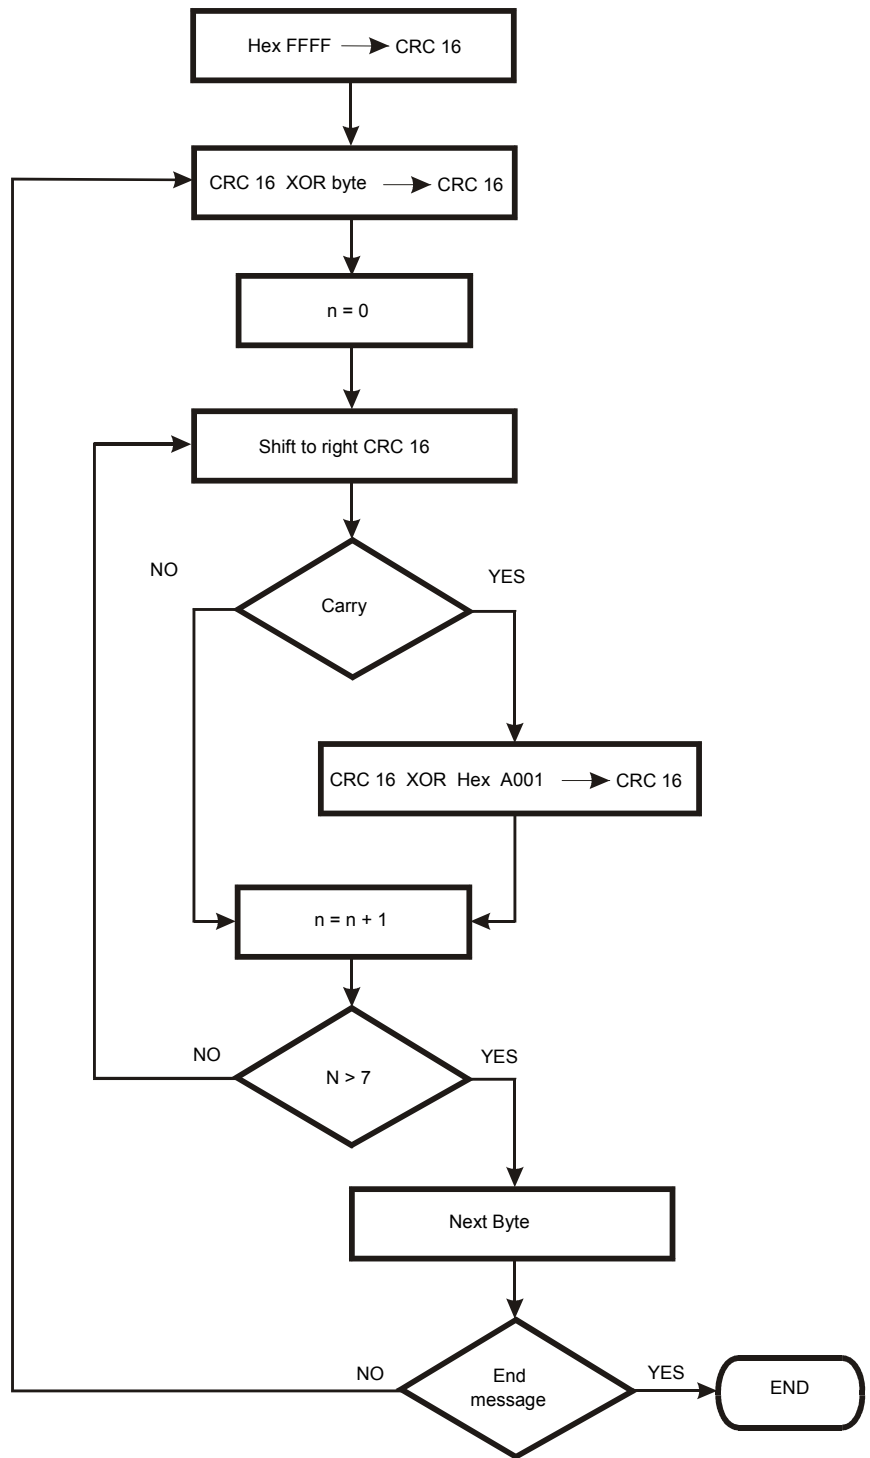 Hex FFFF → CRC 16
CRC 16 XOR byte → CRC 16
n = 0
Shift to right CRC 16
NO
YES
Carry
CRC 16 XOR Hex A001 → CRC 16
n = n + 1
NO
YES
N > 7
Next Byte
NO
End
message
YES
END